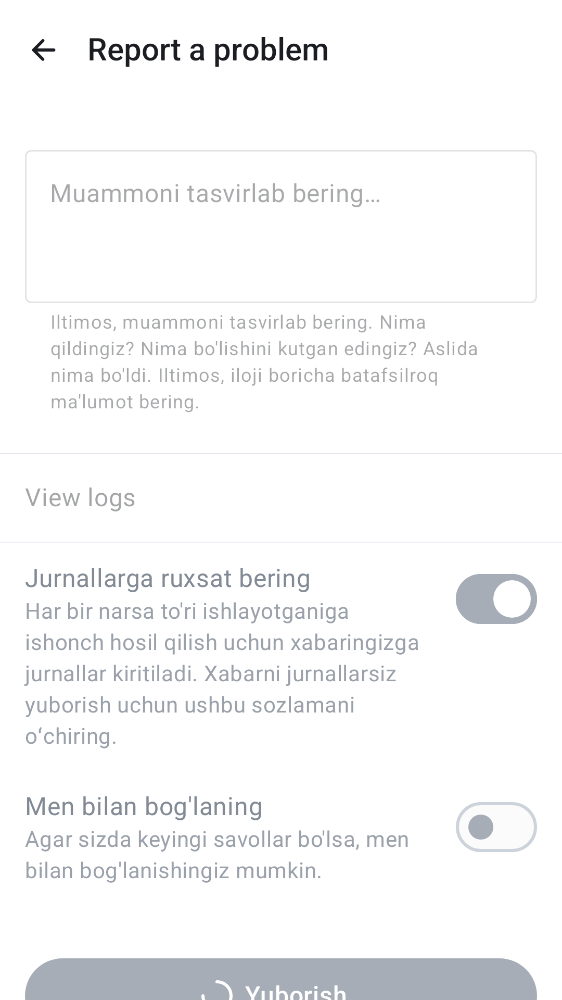 Report a problem
Muammoni tasvirlab bering...
Iltimos, muammoni tasvirlab bering. Nima
qildingiz? Nima bo'lishini kutgan edingiz? Aslida
nima bo'ldi. Iltimos, iloji boricha batafsilroq
ma'lumot bering.
View logs
Jurnallarga ruxsat bering
Har bir narsa to'ri ishlayotganiga
ishonch hosil qilish uchun xabaringizga
jurnallar kiritiladi. Xabarni jurnallarsiz
yuborish uchun ushbu sozlamani
oʻchiring.
Men bilan bog'laning
Agar sizda keyingi savollar bo'lsa, men
bilan bog'lanishingiz mumkin.
Yuborish